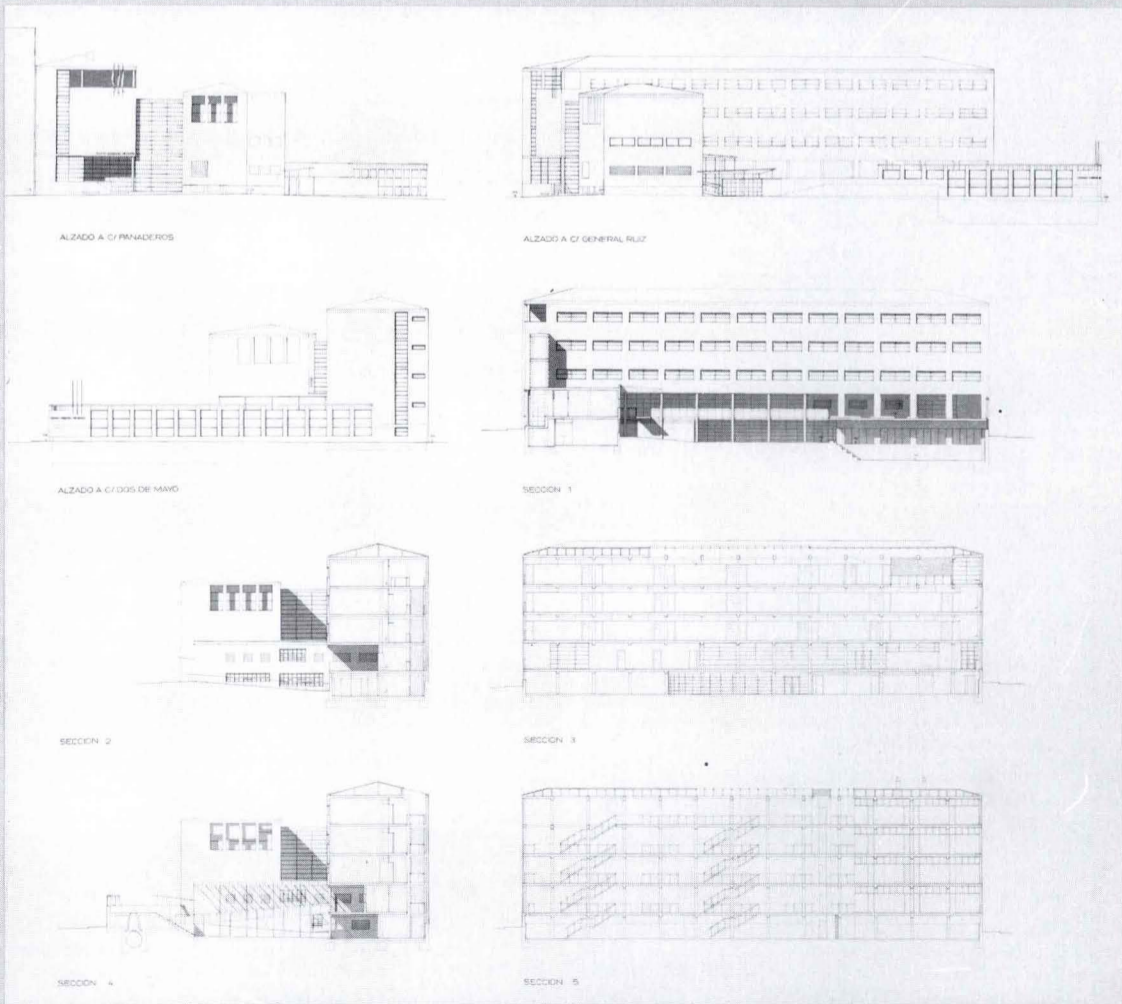 ALZADO A C/ PANADEROS
ALZADO A C/ GENERAL RUIZ
ALZADO A C/ DOS DE MAYO
SECCION 1
SECCION 2
SECCION 3
SECCION 4
SECCION 5